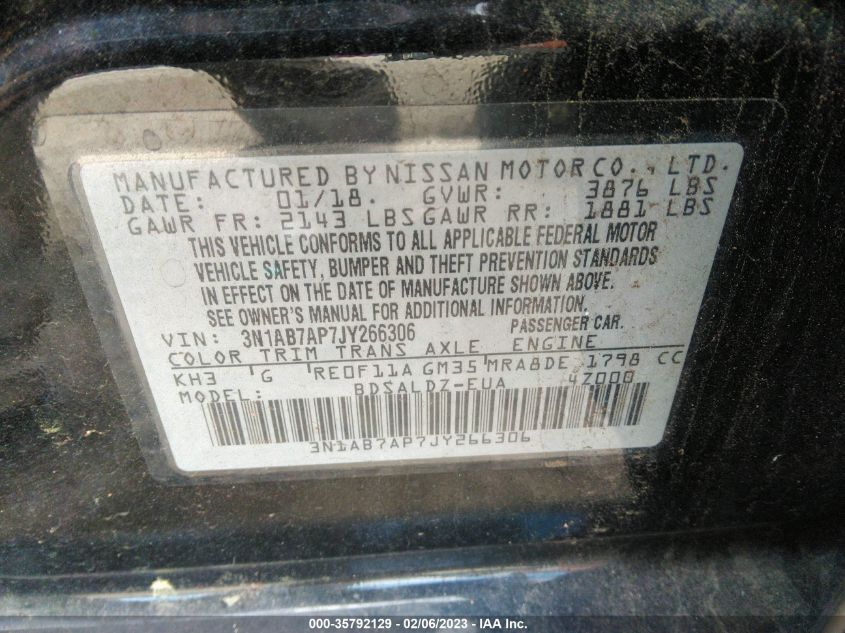 MANUFACTURED BY NISSAN MOTOR CO., LTD.
DATE: 01/18. GVWR: 3876 LBS
GAWR FR: 2143 LBS GAWR RR: 1881 LBS
THIS VEHICLE CONFORMS TO ALL APPLICABLE FEDERAL MOTOR
VEHICLE SAFETY, BUMPER AND THEFT PREVENTION STANDARDS
IN EFFECT ON THE DATE OF MANUFACTURE SHOWN ABOVE.
SEE OWNER'S MANUAL FOR ADDITIONAL INFORMATION.
VIN: 3N1AB7AP7JY266306 PASSENGER CAR.
COLOR TRIM TRANS AXLE ENGINE
KH3 G RE0F11A GM35 MRA8DE 1798 CC
MODEL: BDSALDZ-EUA 4Z000
3N1AB7AP7JY266306
000-35792129 - 02/06/2023 - © IAA Inc.